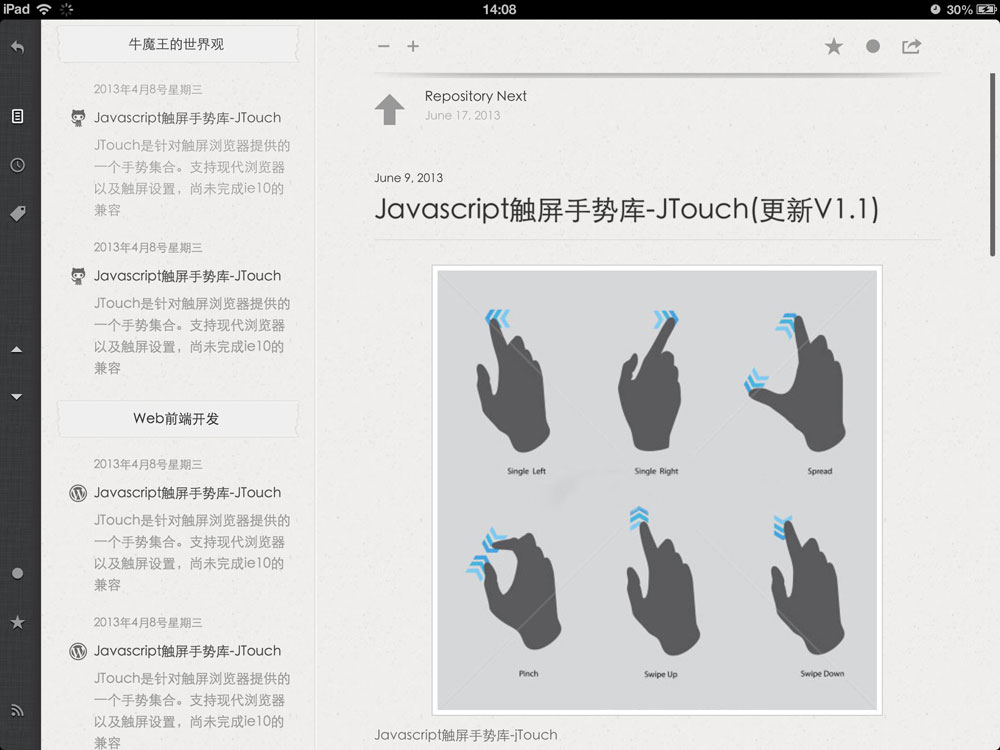 iPad 14:08 30%
牛魔王的世界观
2013年4月8号星期三
Javascript触屏手势库-JTouch
JTouch是针对触屏浏览器提供的
一个手势集合。支持现代浏览器
以及触屏设置，尚未完成ie10的
兼容
2013年4月8号星期三
Javascript触屏手势库-JTouch
JTouch是针对触屏浏览器提供的
一个手势集合。支持现代浏览器
以及触屏设置，尚未完成ie10的
兼容
Web前端开发
2013年4月8号星期三
Javascript触屏手势库-JTouch
JTouch是针对触屏浏览器提供的
一个手势集合。支持现代浏览器
以及触屏设置，尚未完成ie10的
兼容
2013年4月8号星期三
Javascript触屏手势库-JTouch
JTouch是针对触屏浏览器提供的
一个手势集合。支持现代浏览器
以及触屏设置，尚未完成ie10的
兼容
Repository Next
June 17, 2013
June 9, 2013
Javascript触屏手势库-JTouch(更新V1.1)
Single Left
Single Right
Spread
Pinch
Swipe Up
Swipe Down
Javascript触屏手势库-jTouch